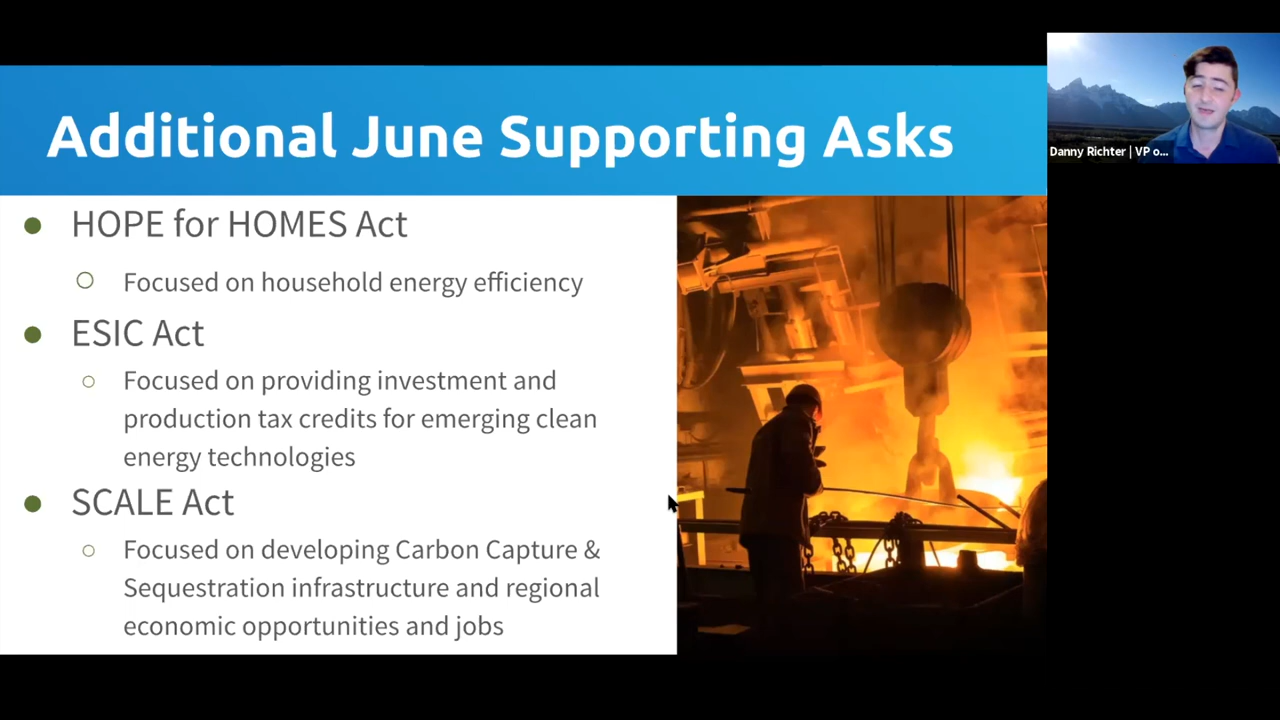 Additional June Supporting Asks
Danny Richter | VP o...
HOPE for HOMES Act
Focused on household energy efficiency
ESIC Act
Focused on providing investment and
production tax credits for emerging clean
energy technologies
SCALE Act
Focused on developing Carbon Capture &
Sequestration infrastructure and regional
economic opportunities and jobs